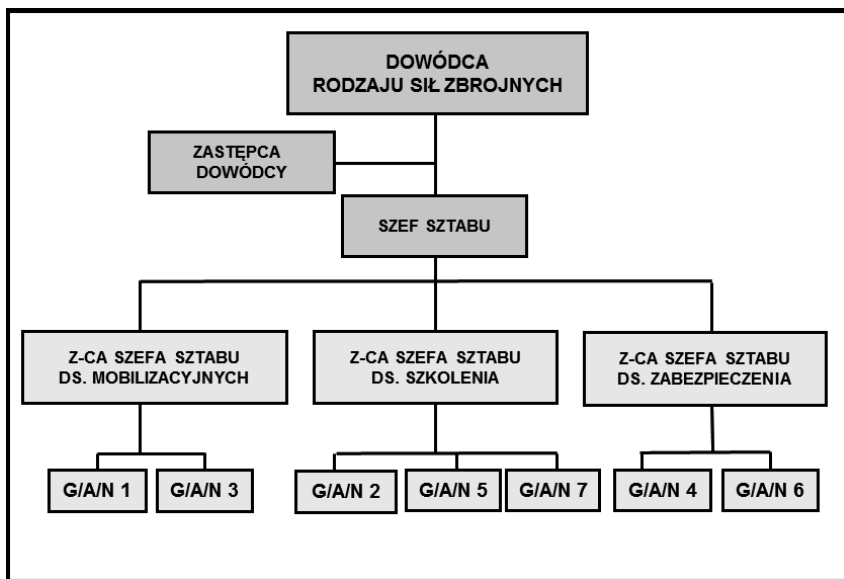 DOWÓDCA
RODZAJU SIŁ ZBROJNYCH
ZASTĘPCA
DOWÓDCY
SZEF SZTABU
Z-CA SZEFA SZTABU
DS. MOBILIZACYJNYCH
Z-CA SZEFA SZTABU
DS. SZKOLENIA
Z-CA SZEFA SZTABU
DS. ZABEZPIECZENIA
G/A/N 1
G/A/N 3
G/A/N 2
G/A/N 5
G/A/N 7
G/A/N 4
G/A/N 6